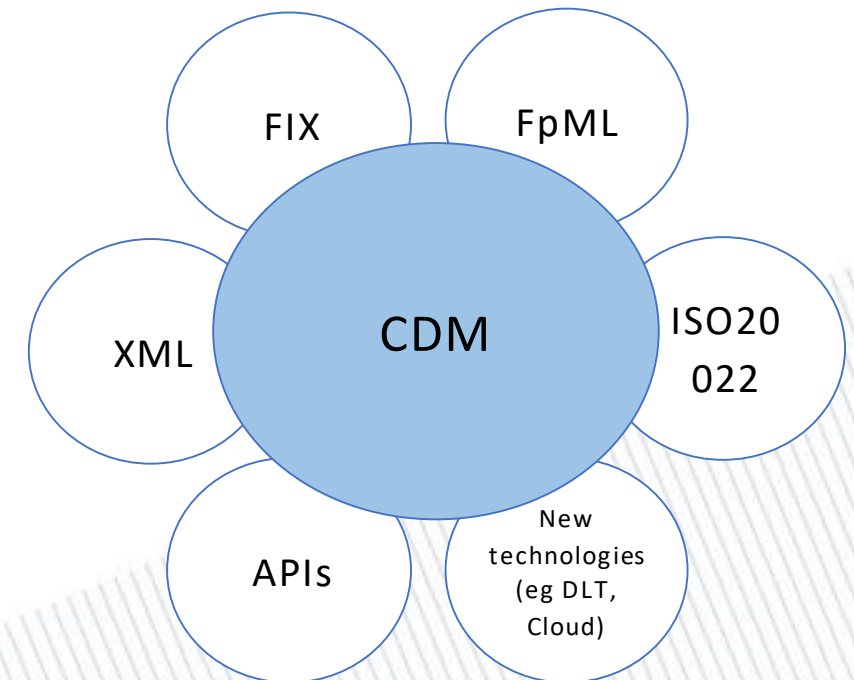 FIX
FpML
CDM
XML
ISO20
022
APIs
New
technologies
(eg DLT,
Cloud)